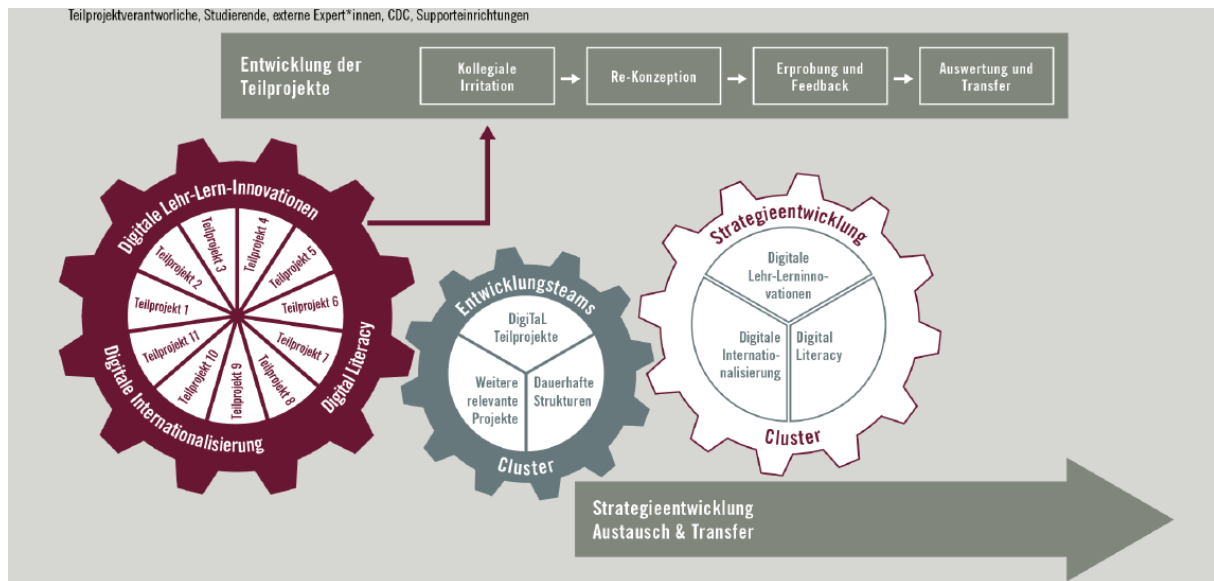 Teilprojektverantworliche, Studierende, externe Expert*innen, CDC, Supporteinrichtungen
Entwicklung der
Teilprojekte
Kollegiale
Irritation
Re-Konzeption
Erprobung und
Feedback
Auswertung und
Transfer
Digitale Lehr-Lern-Innovationen
Digital Literacy
Digitale Internationalisierung
Teilprojekt 1
Teilprojekt 2
Teilprojekt 3
Teilprojekt 4
Teilprojekt 5
Teilprojekt 6
Teilprojekt 7
Teilprojekt 8
Teilprojekt 9
Teilprojekt 10
Teilprojekt 11
Entwicklungsteams
DigiTaL
Teilprojekte
Weitere
relevante
Projekte
Dauerhafte
Strukturen
Cluster
Strategieentwicklung
Digitale
Lehr-Lerninno-
vationen
Digitale
Internatio-
nalisierung
Digital
Literacy
Cluster
Strategieentwicklung
Austausch & Transfer